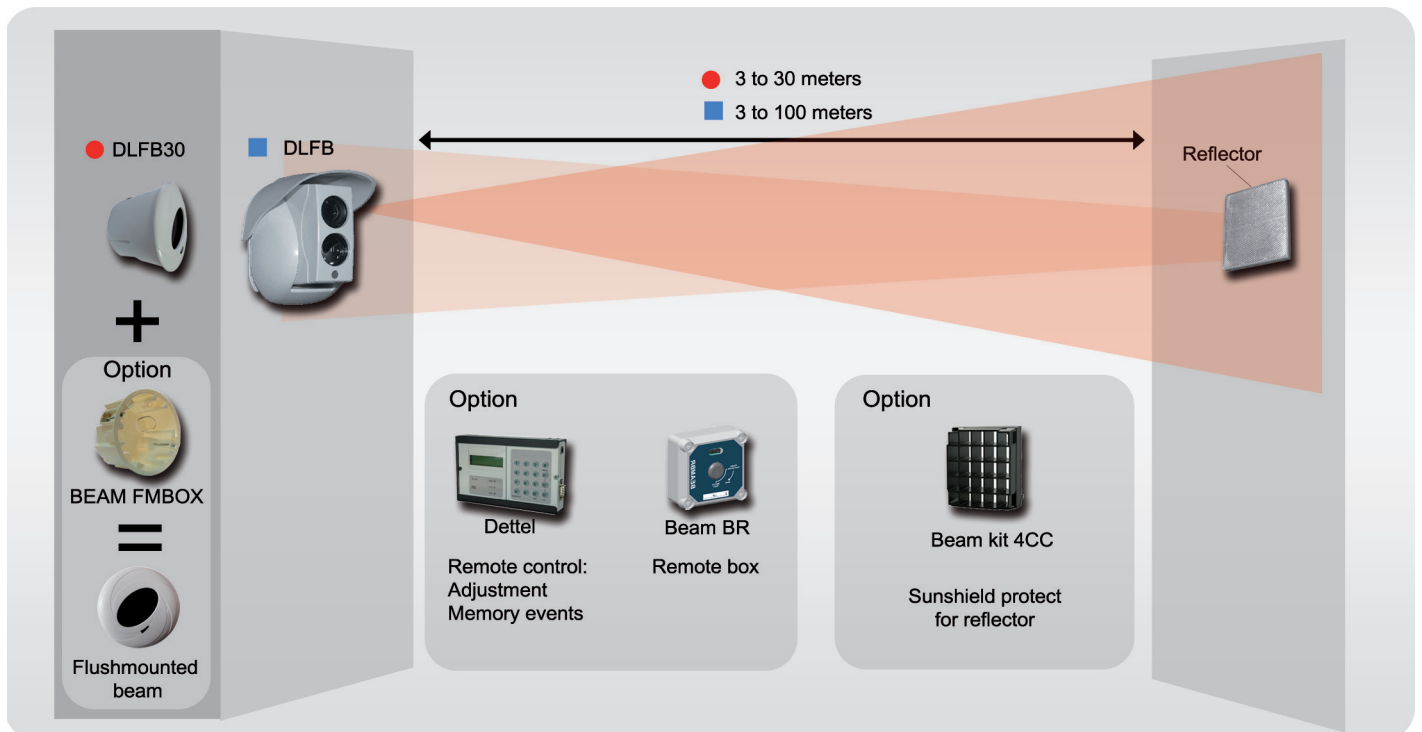 3 to 30 meters
3 to 100 meters
DLFB30
DLFB
Reflector
+
Option
BEAM FMBOX
=
Flushmounted
beam
Option
Dettel
Remote control:
Adjustment
Memory events
BEAMBR
Beam BR
Remote box
Option
Beam kit 4CC
Sunshield protect
for reflector